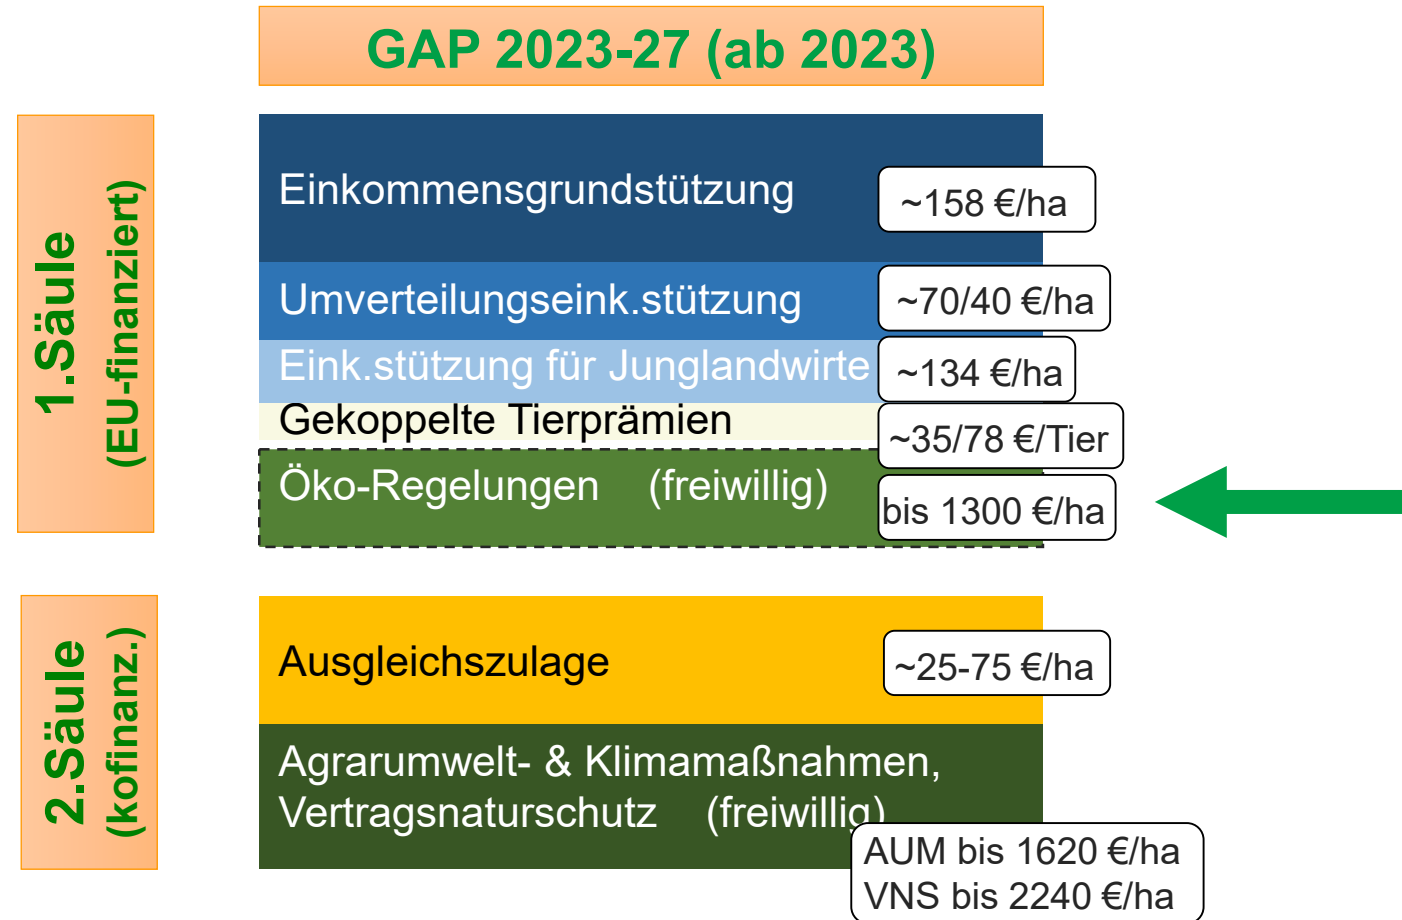 GAP 2023-27 (ab 2023)
1.Säule
(EU-finanziert)
Einkommensgrundstützung
~158 €/ha
Umverteilungseink.stützung
~70/40 €/ha
Eink.stützung für Junglandwirte
~134 €/ha
Gekoppelte Tierprämien
~35/78 €/Tier
Öko-Regelungen (freiwillig)
bis 1300 €/ha
2.Säule
(kofinanz.)
Ausgleichszulage
~25-75 €/ha
Agrarumwelt- & Klimamaßnahmen,
Vertragsnaturschutz (freiwillig)
AUM bis 1620 €/ha
VNS bis 2240 €/ha